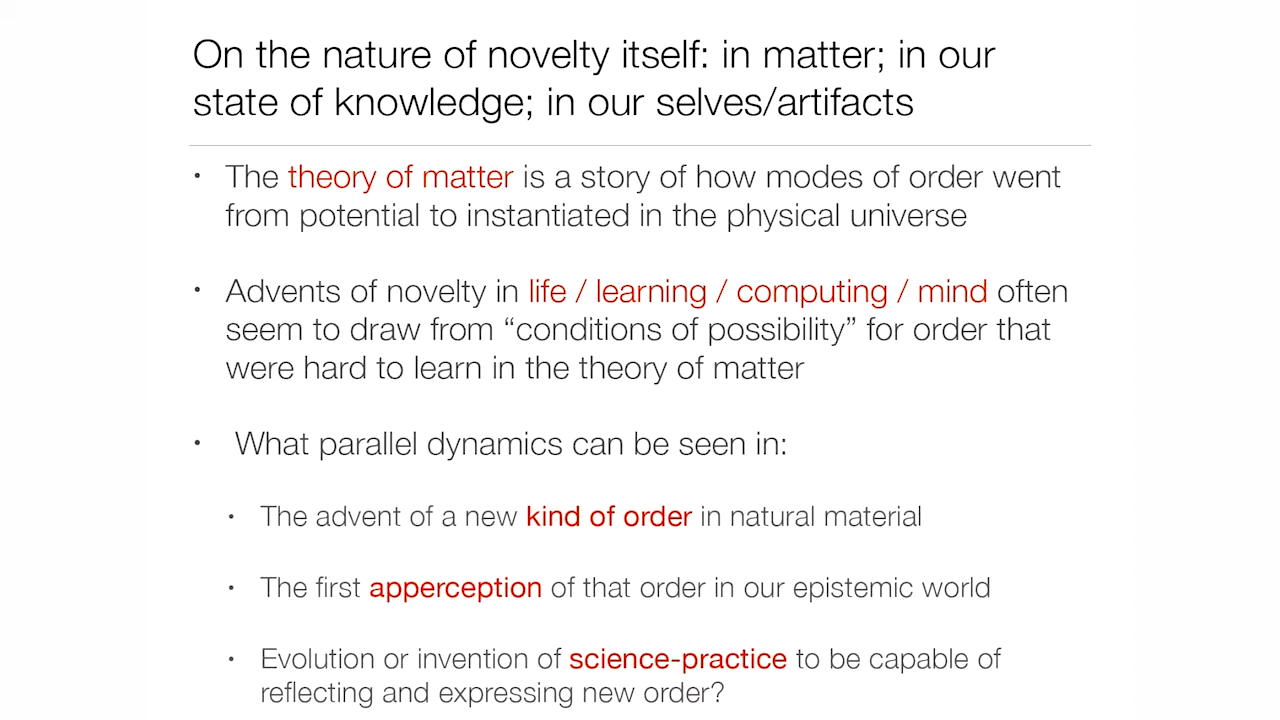 On the nature of novelty itself: in matter; in our
state of knowledge; in our selves/artifacts
• The theory of matter is a story of how modes of order went
from potential to instantiated in the physical universe
• Advents of novelty in life / learning / computing / mind often
seem to draw from “conditions of possibility” for order that
were hard to learn in the theory of matter
• What parallel dynamics can be seen in:
• The advent of a new kind of order in natural material
• The first apperception of that order in our epistemic world
• Evolution or invention of science-practice to be capable of
reflecting and expressing new order?